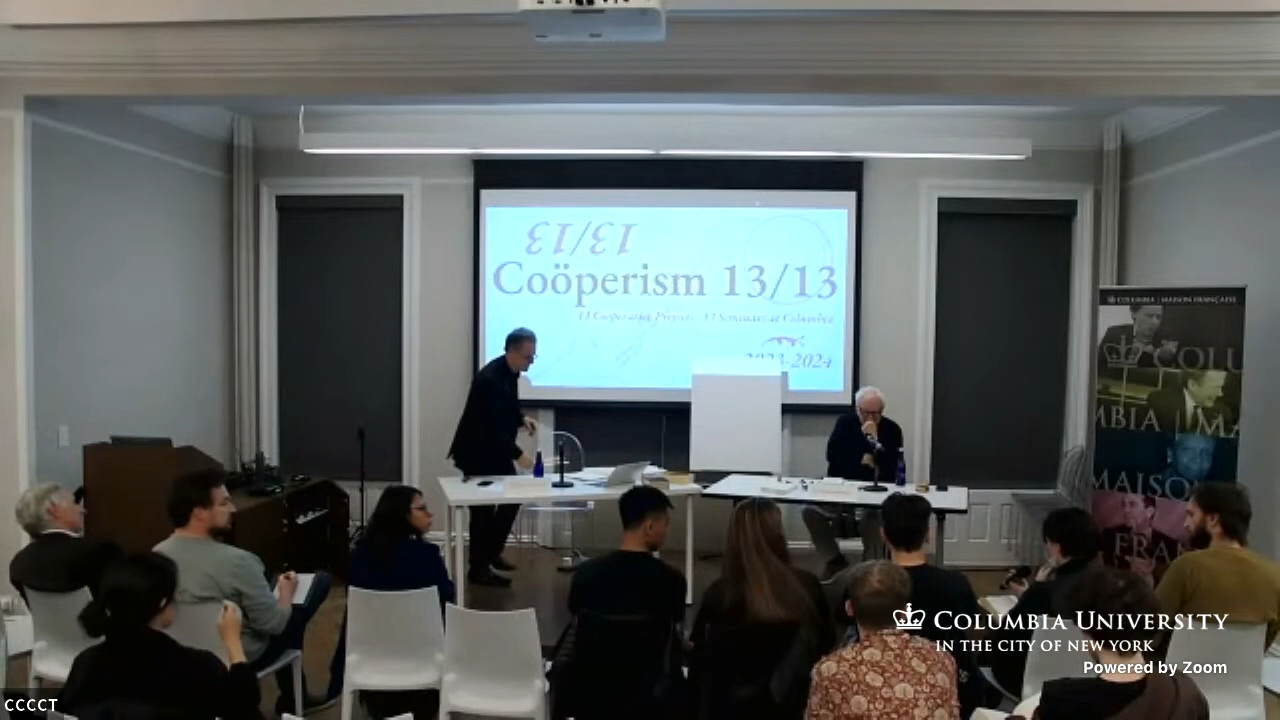 13/13
Coöperism 13/13
13 Cooperative Projects, 13 Seminars at Columbia
2023-2024
COLUMBIA | MAISON FRANÇAISE
COLU
MBIA MA
MAISON
FRAN
COLUMBIA UNIVERSITY
IN THE CITY OF NEW YORK
Powered by Zoom
CCCCT